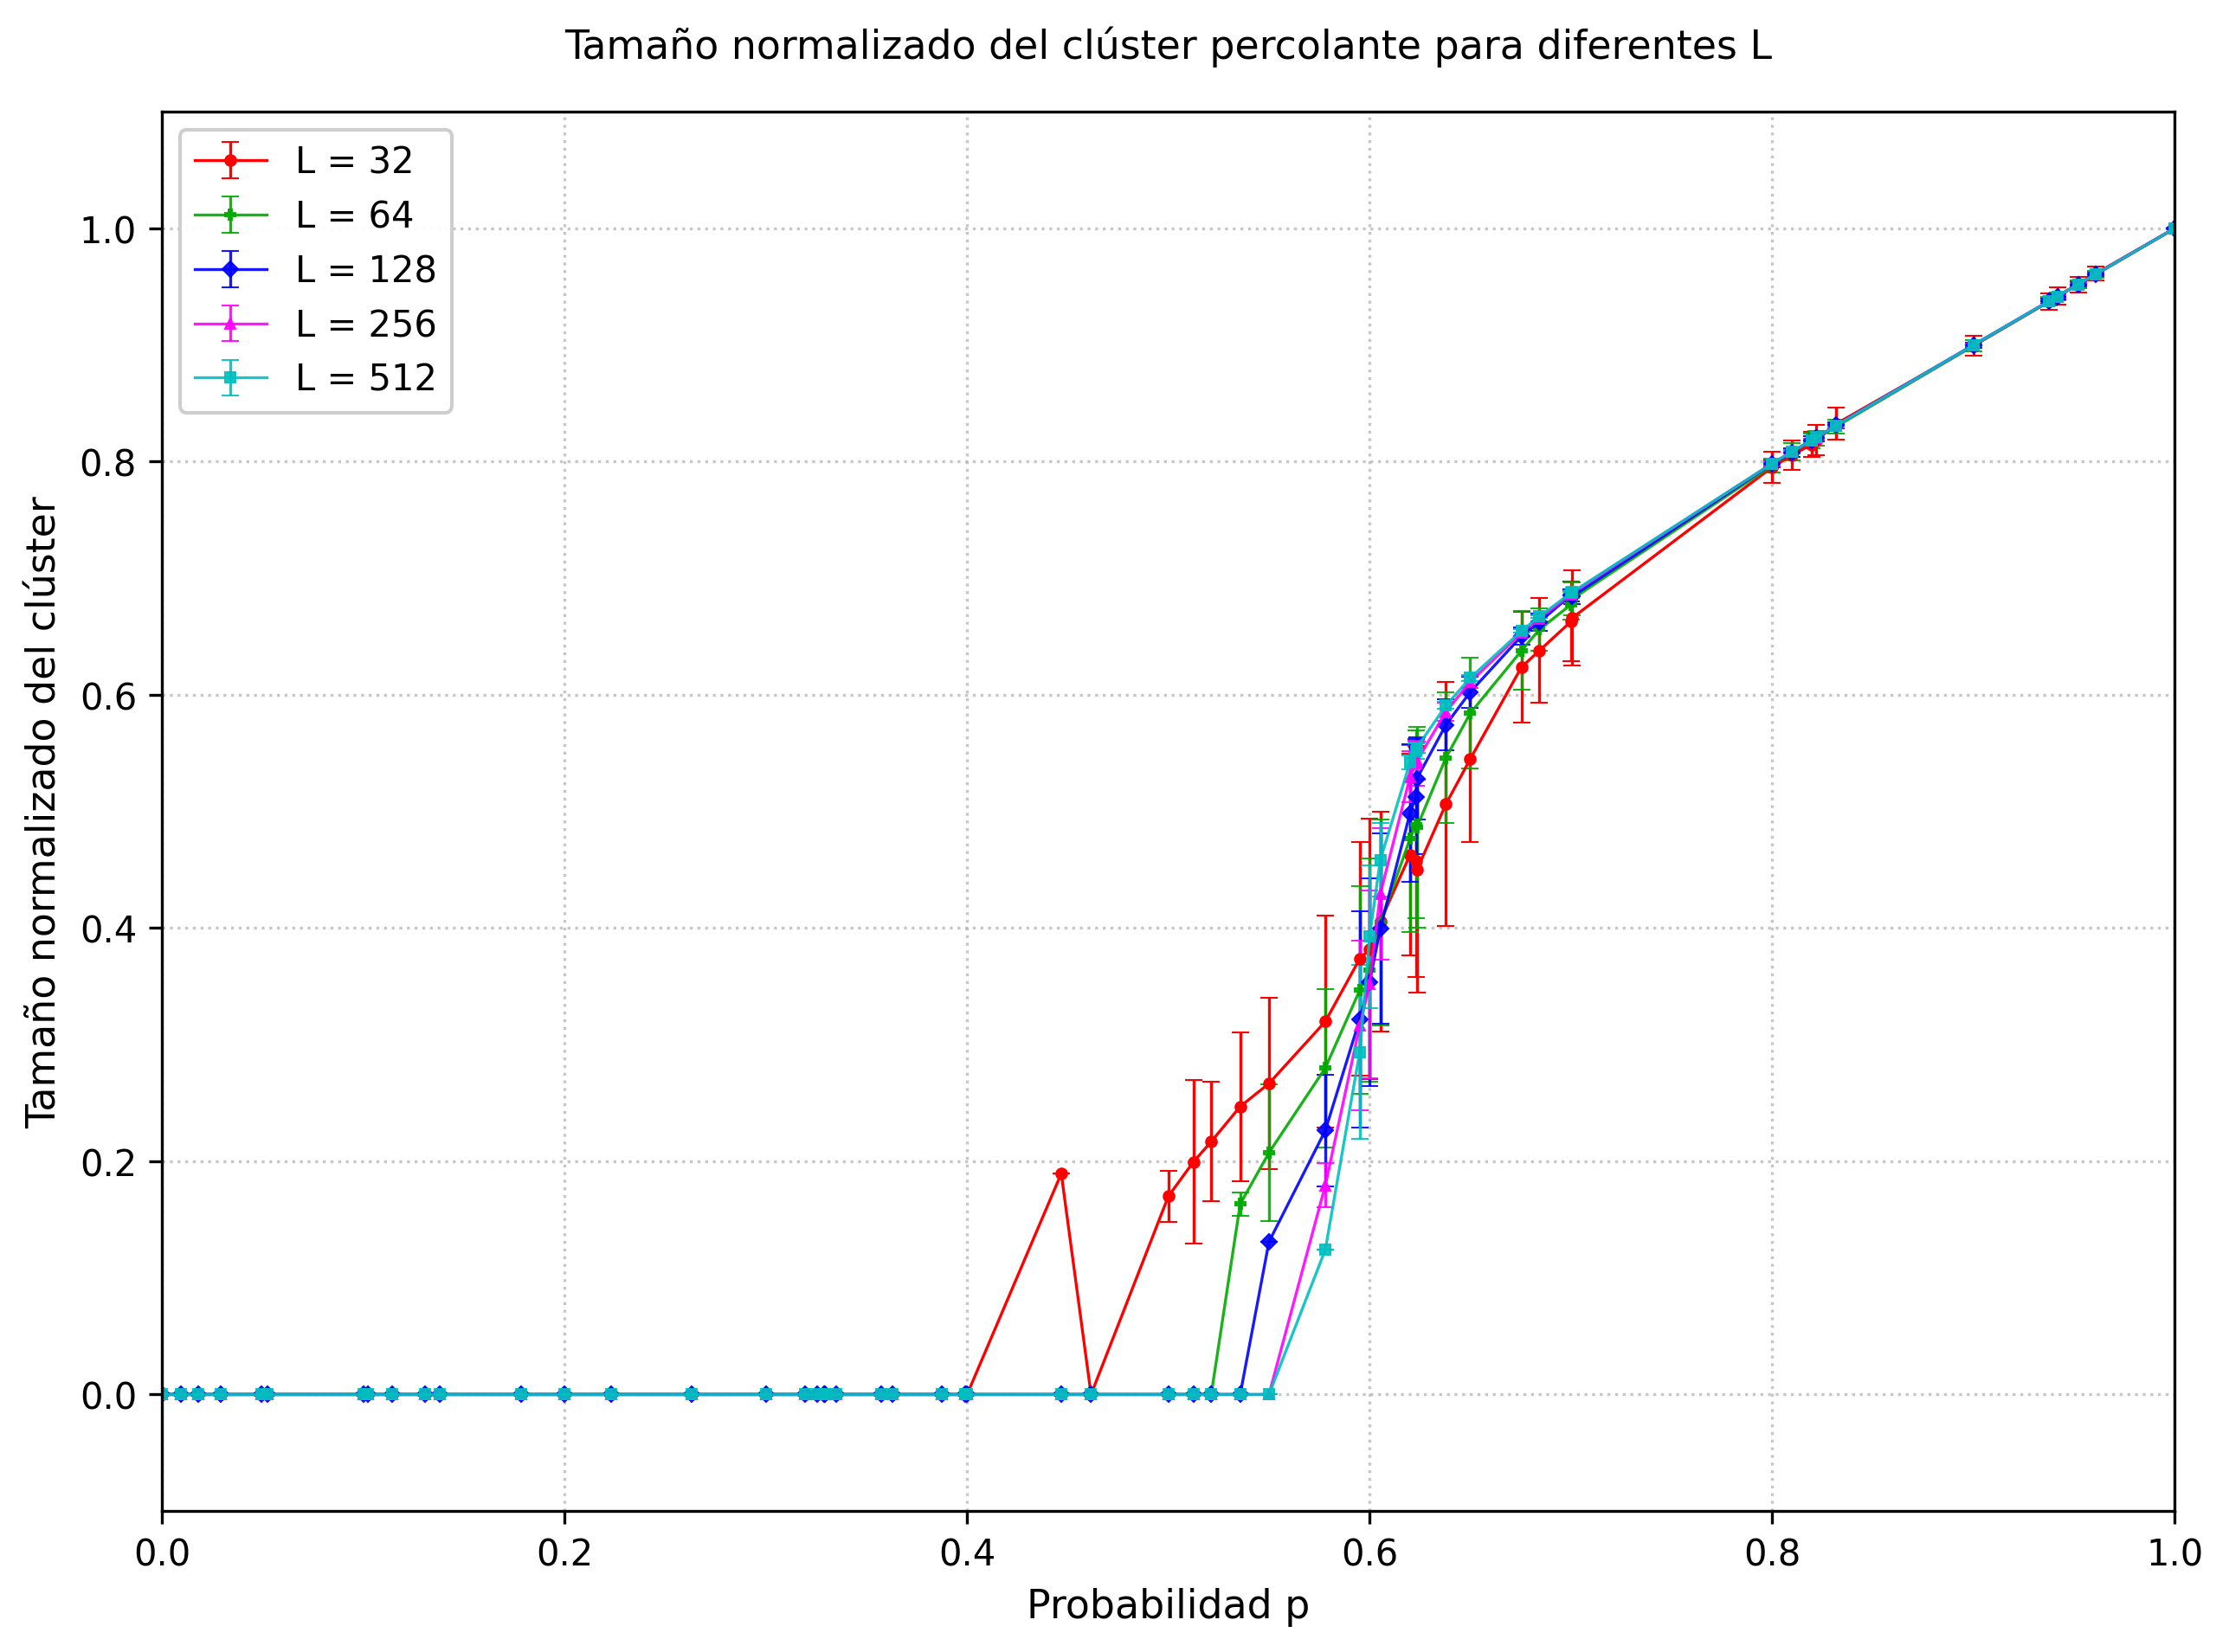 Tamaño normalizado del clúster percolante para diferentes L
L = 32
L = 64
L = 128
L = 256
L = 512
Tamaño normalizado del clúster
1.0
0.8
0.6
0.4
0.2
0.0
0.0 0.2 0.4 0.6 0.8 1.0
Probabilidad p